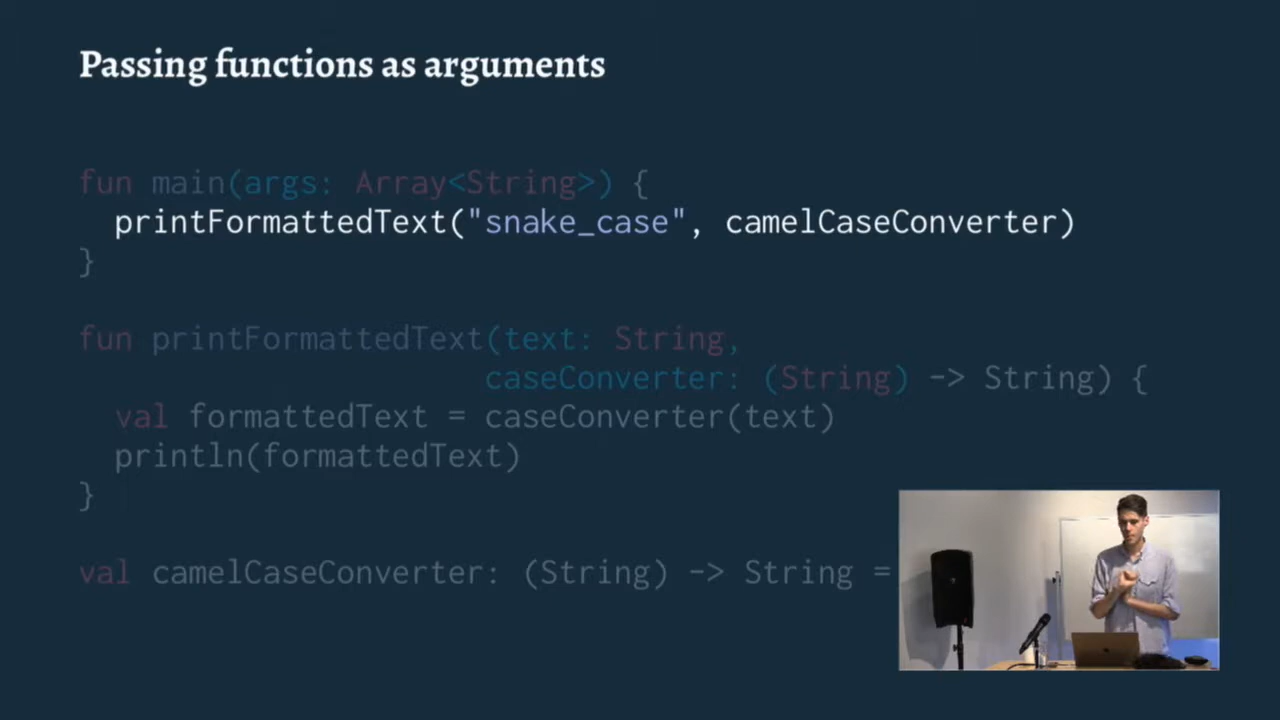 Passing functions as arguments
fun main(args: Array<String>) {
printFormattedText("snake_case", camelCaseConverter)
}
fun printFormattedText(text: String,
caseConverter: (String) -> String) {
val formattedText = caseConverter(text)
println(formattedText)
}
val camelCaseConverter: (String) -> String =